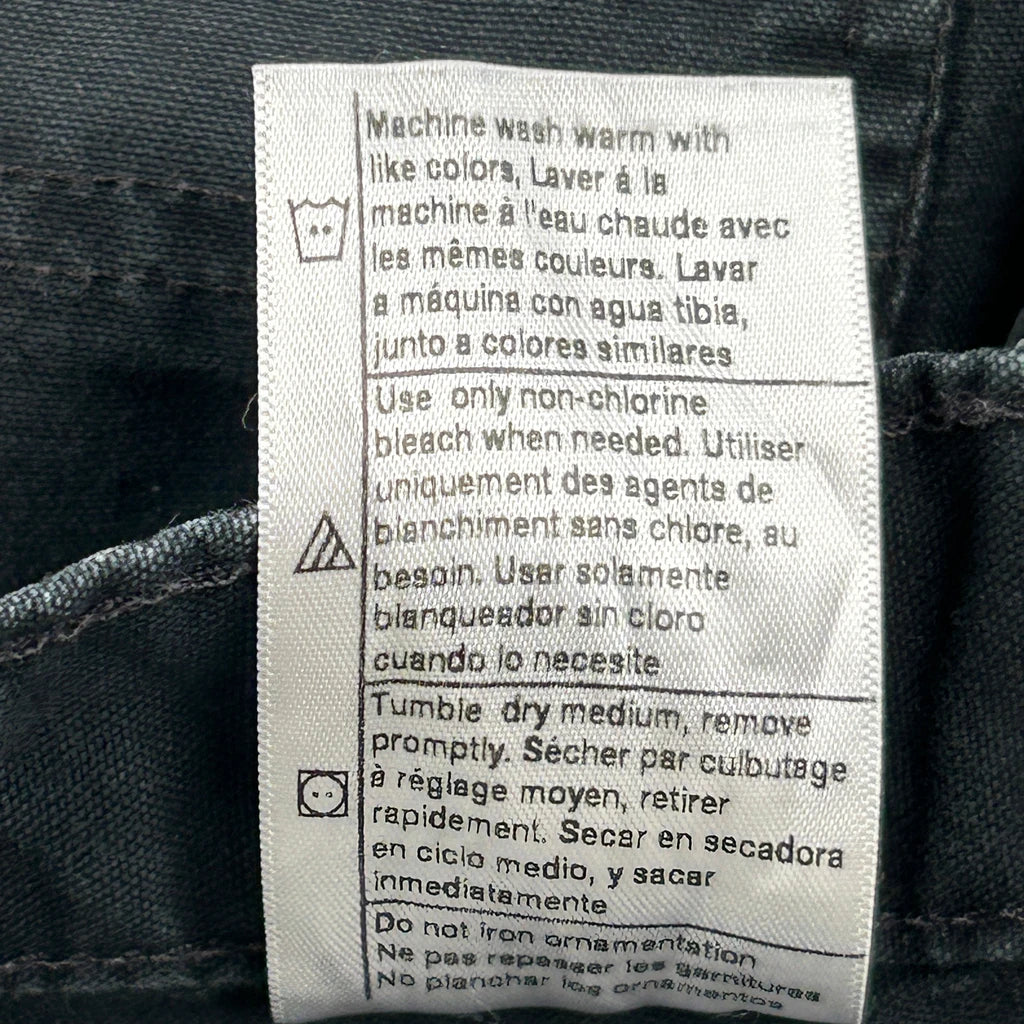 Machine wash warm with
like colors, Laver á la
machine à l'eau chaude avec
les mêmes couleurs. Lavar
a máquina con agua tibia,
junto a colores similares
Use only non-chlorine
bleach when needed. Utiliser
uniquement des agents de
blanchiment sans chlore, au
besoin. Usar solamente
blanqueador sin cloro
cuando lo necesite
Tumble dry medium, remove
promptly. Sécher par culbutage
à réglage moyen, retirer
rapidement. Secar en secadora
en ciclo medio, y sacar
inmediatamente
Do not iron ornamentation
Ne pas repasser les garnitures
No planchar los ornamentos